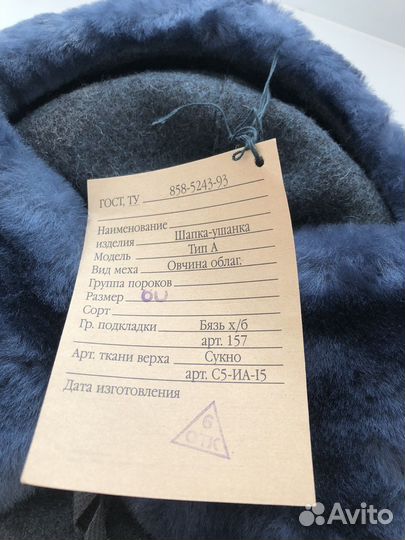 ГОСТ, ТУ 858-5243-93
Наименование
изделия Шапка-ушанка
Модель Тип А
Вид меха Овчина облаг.
Группа пороков
Размер 60
Сорт
Гр. подкладки Бязь х/б
арт. 157
Арт. ткани верха Сукно
арт. С5-ИА-15
Дата изготовления
6
ОТК
Avito